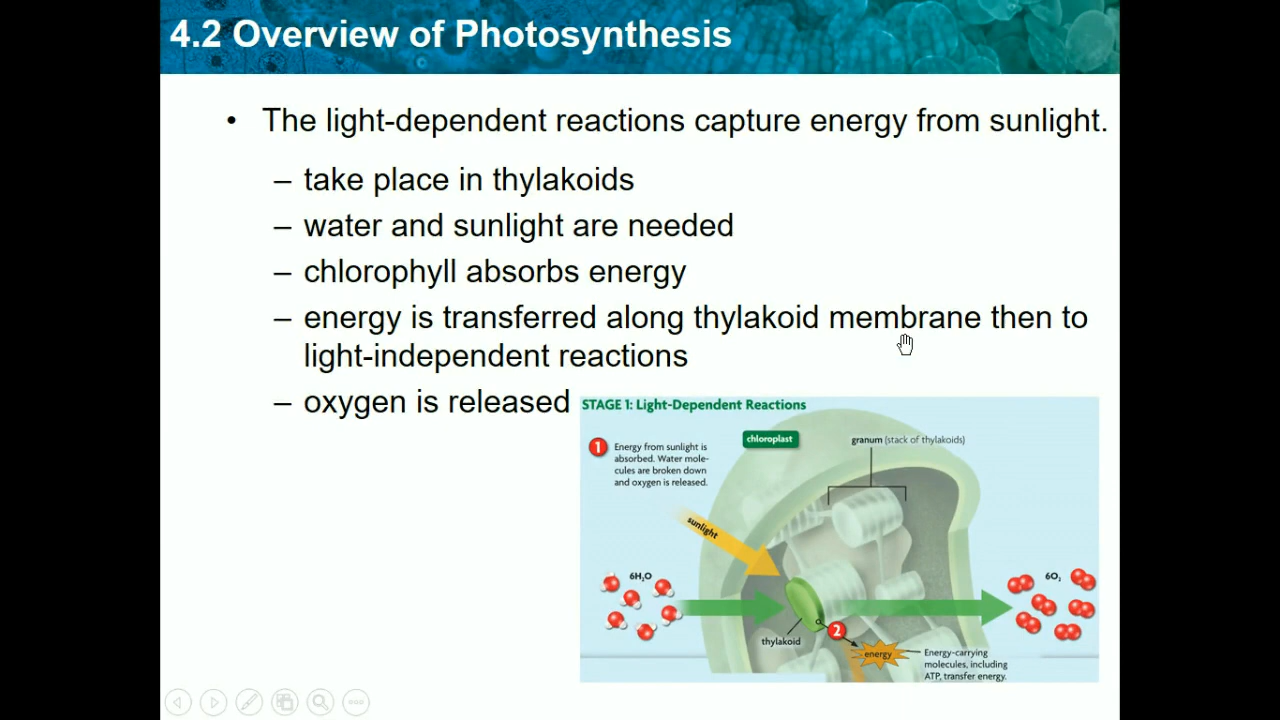 4.2 Overview of Photosynthesis
• The light-dependent reactions capture energy from sunlight.
– take place in thylakoids
– water and sunlight are needed
– chlorophyll absorbs energy
– energy is transferred along thylakoid membrane then to
light-independent reactions
– oxygen is released
STAGE 1: Light-Dependent Reactions
1
Energy from sunlight is
absorbed. Water mole-
cules are broken down
and oxygen is released.
chloroplast
granum (stack of thylakoids)
sunlight
6H₂O
6O₂
thylakoid
2
energy
Energy-carrying
molecules, including
ATP, transfer energy.